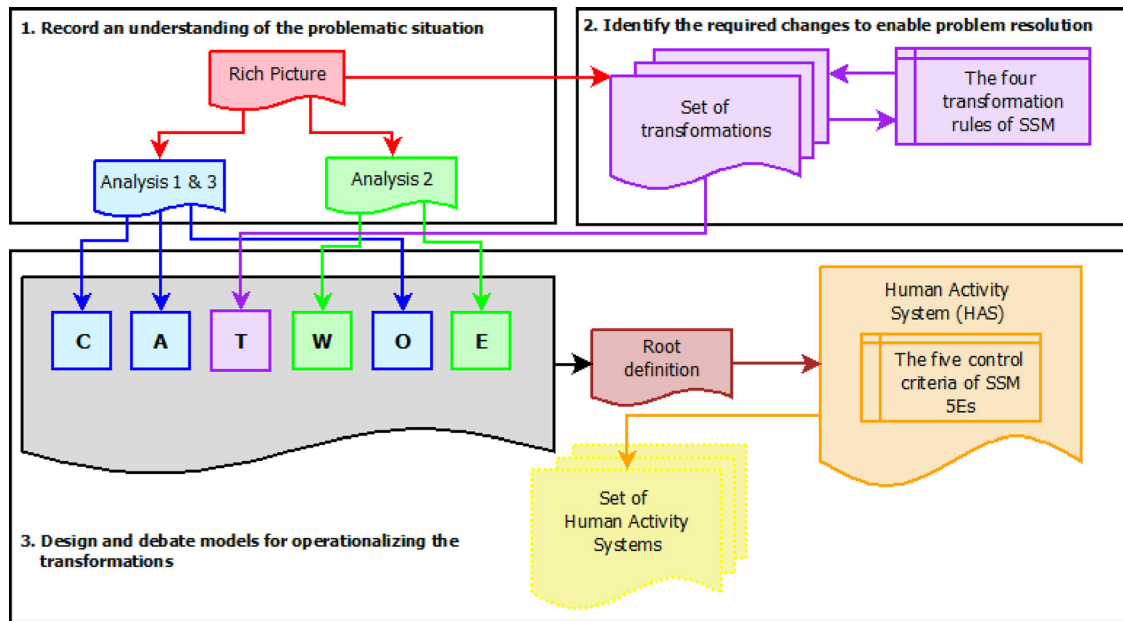 1. Record an understanding of the problematic situation
Rich Picture
Analysis 1 & 3
Analysis 2
2. Identify the required changes to enable problem resolution
Set of
transformations
The four
transformation
rules of SSM
C
A
T
W
O
E
Root
definition
Human Activity
System (HAS)
The five control
criteria of SSM
5Es
Set of
Human Activity
Systems
3. Design and debate models for operationalizing the
transformations